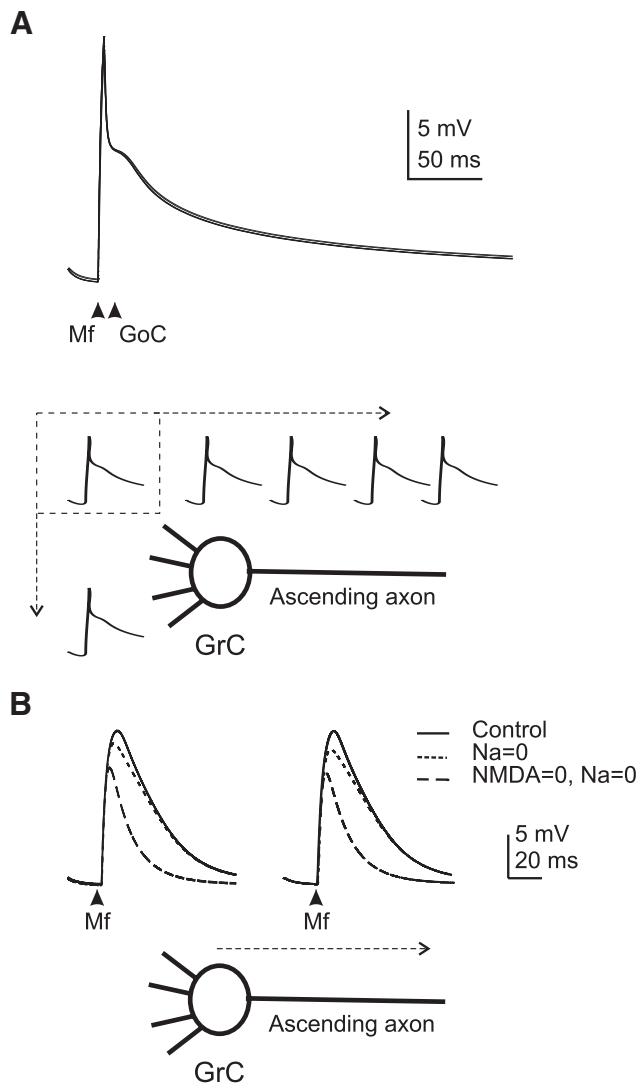 A
5 mV
50 ms
Mf GoC
Ascending axon
GrC
B
Control
Na=0
NMDA=0, Na=0
5 mV
20 ms
Mf Mf
Ascending axon
GrC